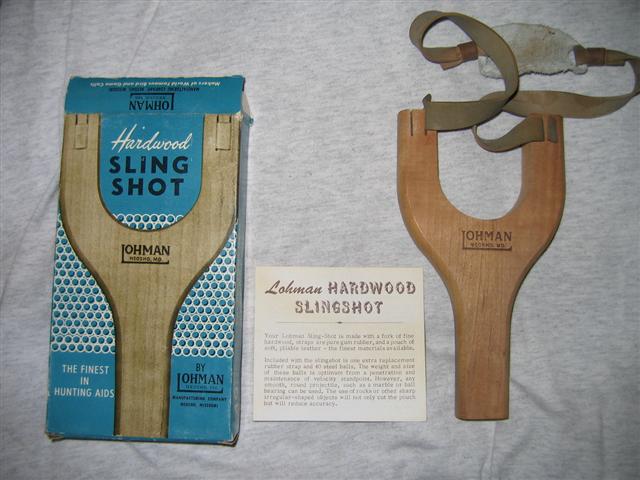 Makers of World Famous Bird and Game Calls
MANUFACTURING COMPANY NEOSHO, MISSOURI
LOHMAN
Hardwood
SLING
SHOT
LOHMAN
NEOSHO, MO.
THE FINEST
IN
HUNTING AIDS
BY
LOHMAN
NEOSHO, MO.
MANUFACTURING COMPANY
NEOSHO, MISSOURI
Lohman HARDWOOD
SLINGSHOT
Your Lohman Sling-Shot is made with a fork of fine
hardwood, straps are pure gum rubber, and a pouch of
soft, pliable leather - the finest materials available.
Included with the slingshot is one extra replacement
rubber strap and 40 steel balls. The weight and size
of these balls is optimum from a penetration and
maintenance of velocity standpoint. However, any
smooth, round projectile, such as a marble or ball
bearing can be used. The use of rocks or other sharp
irregular-shaped objects will not only cut the pouch
but will reduce accuracy.
LOHMAN
NEOSHO, MO.